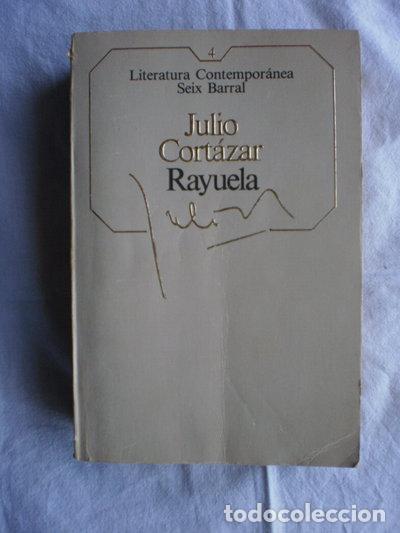 4
Literatura Contemporánea
Seix Barral
Julio
Cortázar
Rayuela
todocoleccion